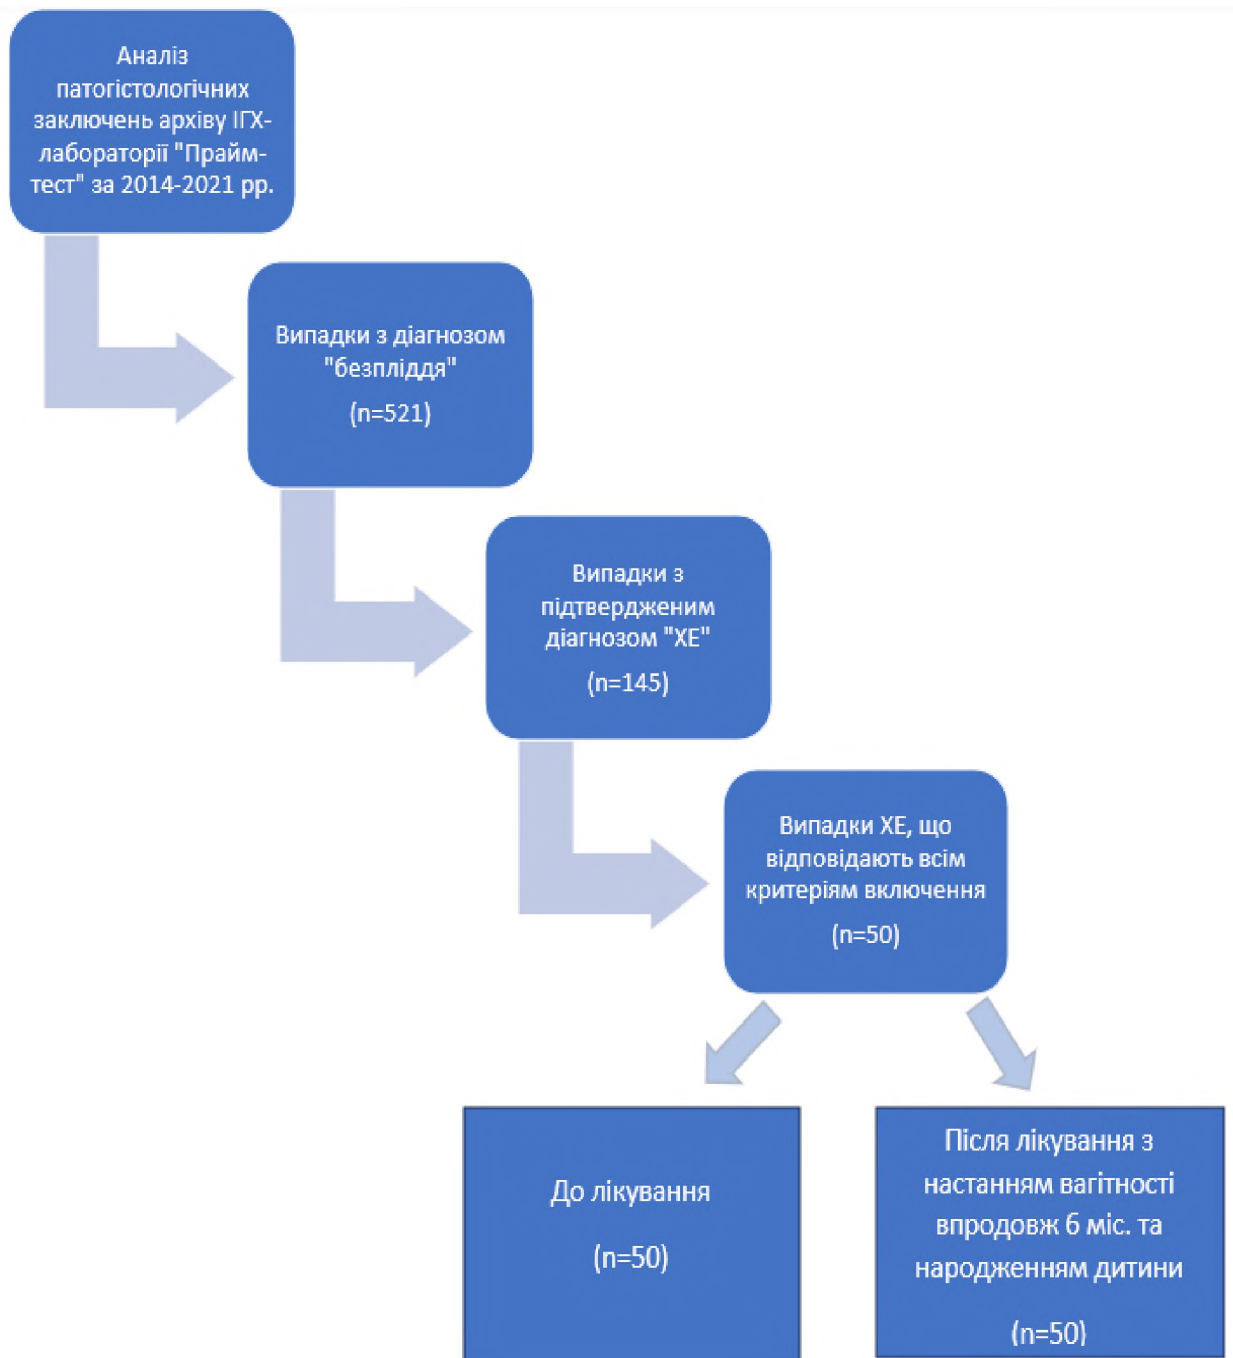 Аналіз
патогістологічних
заключень архіву ІГХ-
лабораторії "Прайм-
тест" за 2014-2021 рр.
Випадки з діагнозом
"безпліддя"
(n=521)
Випадки з
підтвердженим
діагнозом "ХЕ"
(n=145)
Випадки ХЕ, що
відповідають всім
критеріям включення
(n=50)
До лікування
(n=50)
Після лікування з
настанням вагітності
впродовж 6 міс. та
народженням дитини
(n=50)